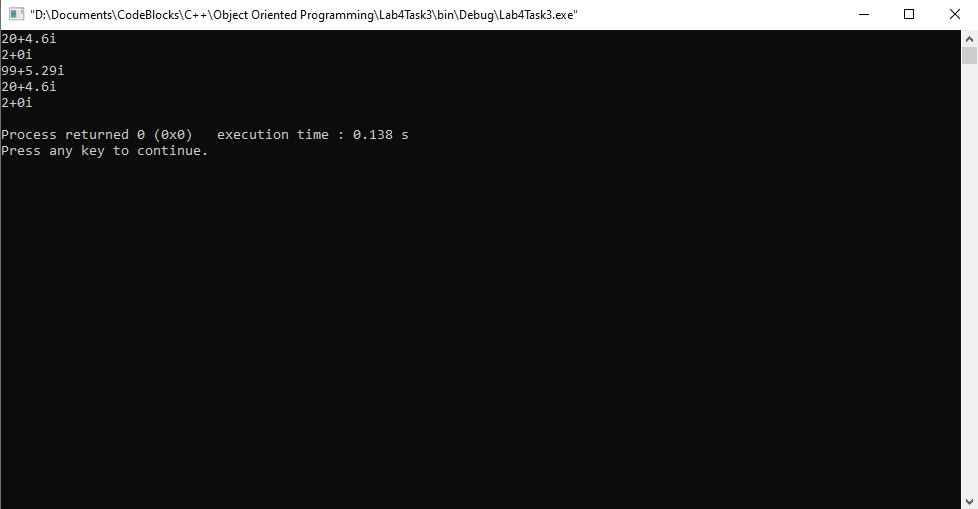 "D:\Documents\CodeBlocks\C++\Object Oriented Programming\Lab4Task3\bin\Debug\Lab4Task3.exe"
20+4.6i
2+0i
99+5.29i
20+4.6i
2+0i
Process returned 0 (0x0)   execution time : 0.138 s
Press any key to continue.